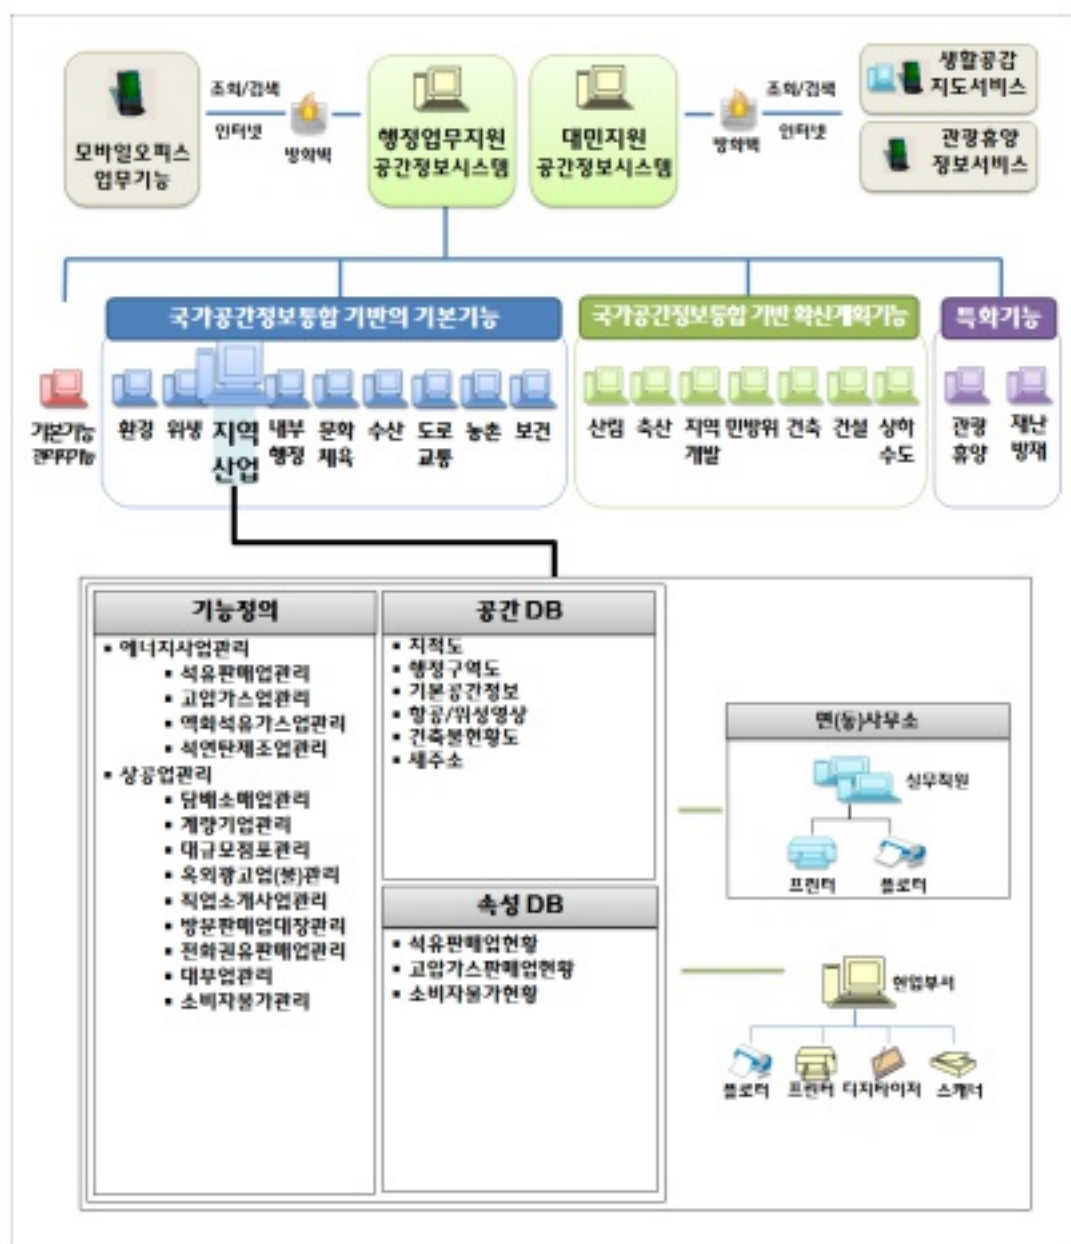 모바일오피스
업무기능
조회/검색
인터넷
방화벽
행정업무지원
공간정보시스템
대민지원
공간정보시스템
방화벽
조회/검색
인터넷
생활공감
지도서비스
관광휴양
정보서비스
국가공간정보통합 기반의 기본기능
국가공간정보통합 기반 확산계획기능
특화기능
기본기능
관리자기능
환경
위생
지역
산업
내부
행정
문화
체육
수산
도로
교통
농촌
보건
산림
축산
지역
개발
민방위
건축
건설
상하
수도
관광
휴양
재난
방재
기능정의
▪ 에너지사업관리
▪ 석유판매업관리
▪ 고압가스업관리
▪ 액화석유가스업관리
▪ 석연탄제조업관리
▪ 상공업관리
▪ 담배소매업관리
▪ 계량기업관리
▪ 대규모점포관리
▪ 옥외광고업(물)관리
▪ 직업소개사업관리
▪ 방문판매업대장관리
▪ 전화권유판매업관리
▪ 대부업관리
▪ 소비자물가관리
공간 DB
▪ 지적도
▪ 행정구역도
▪ 기본공간정보
▪ 항공/위성영상
▪ 건축물현황도
▪ 새주소
속성 DB
▪ 석유판매업현황
▪ 고압가스판매업현황
▪ 소비자물가현황
면(동)사무소
실무직원
프린터
플로터
현업부서
플로터
프린터
디지타이저
스캐너